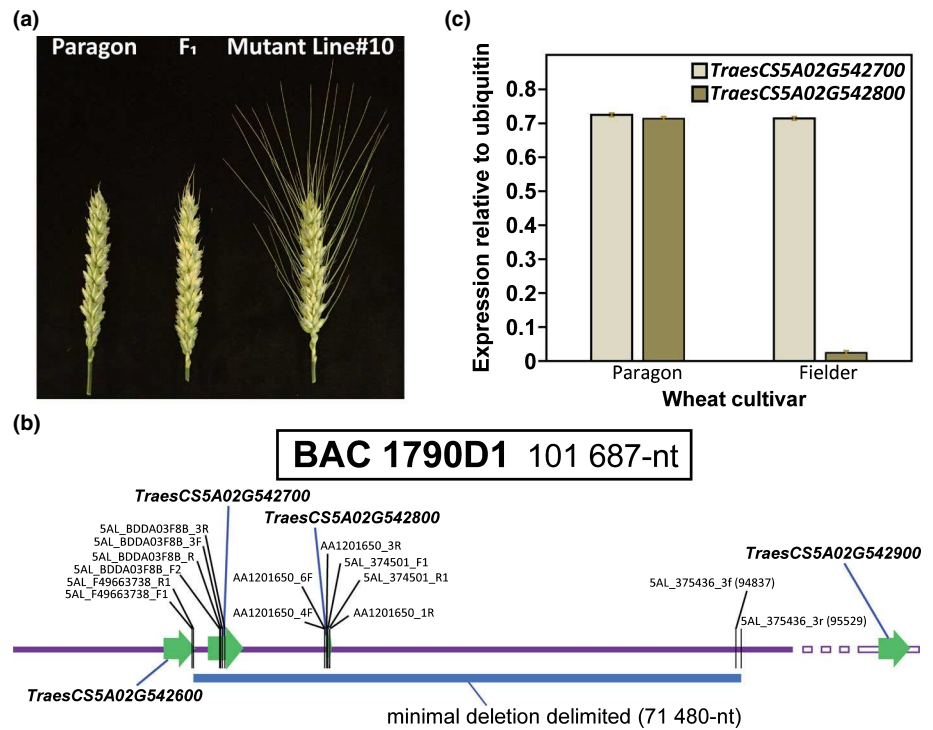 (a)
Paragon F₁ Mutant Line#10
(c)
Expression relative to ubiquitin
0.8
0.7
0.6
0.5
0.4
0.3
0.2
0.1
0
TraesCS5A02G542700
TraesCS5A02G542800
Paragon Fielder
Wheat cultivar
(b)
BAC 1790D1 101 687-nt
TraesCS5A02G542700
TraesCS5A02G542800
5AL_BDDA03F8B_3R
5AL_BDDA03F8B_3F
5AL_BDDA03F8B_R
5AL_BDDA03F8B_F2
5AL_F49663738_R1
5AL_F49663738_F1
AA1201650_3R
5AL_374501_F1
5AL_374501_R1
AA1201650_6F
AA1201650_4F
AA1201650_1R
TraesCS5A02G542900
5AL_375436_3f (94837)
5AL_375436_3r (95529)
TraesCS5A02G542600
minimal deletion delimited (71 480-nt)